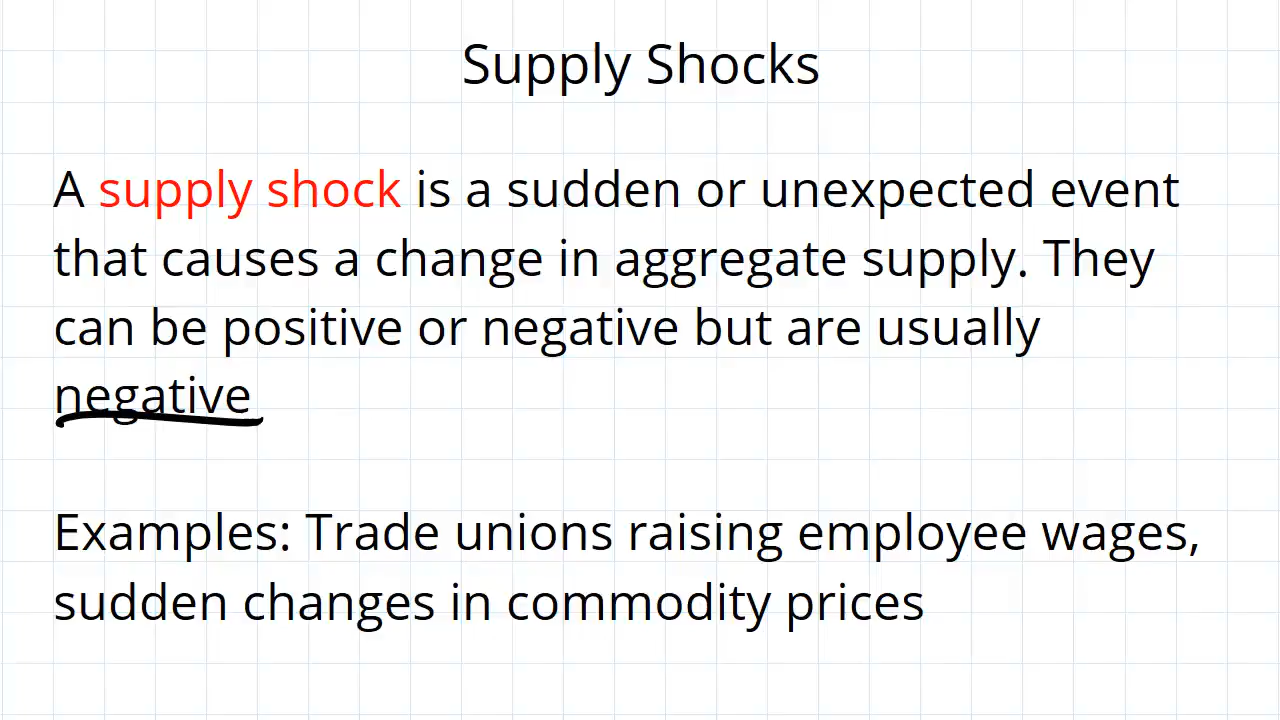 Supply Shocks
A supply shock is a sudden or unexpected event
that causes a change in aggregate supply. They
can be positive or negative but are usually
negative
Examples: Trade unions raising employee wages,
sudden changes in commodity prices